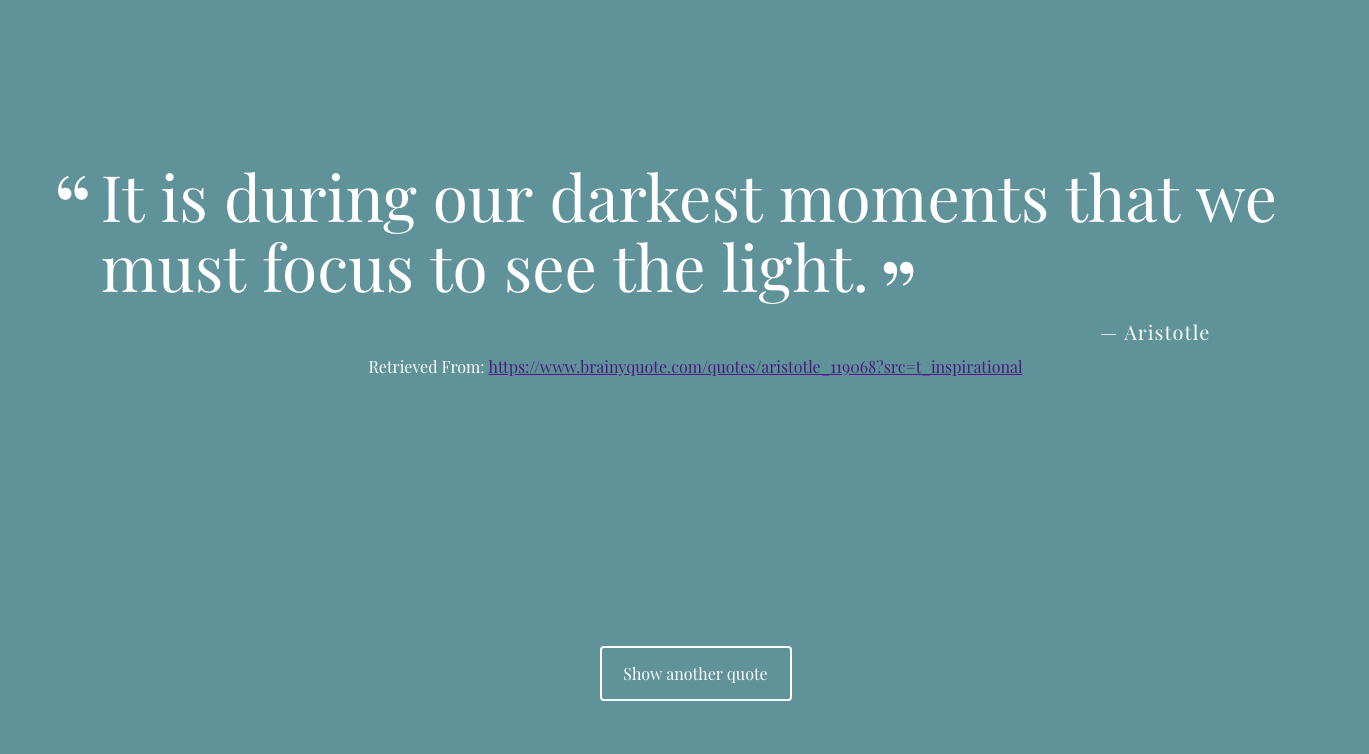 “ It is during our darkest moments that we
must focus to see the light. ”
— Aristotle
Retrieved From: https://www.brainyquote.com/quotes/aristotle_119068?src=t_inspirational
Show another quote